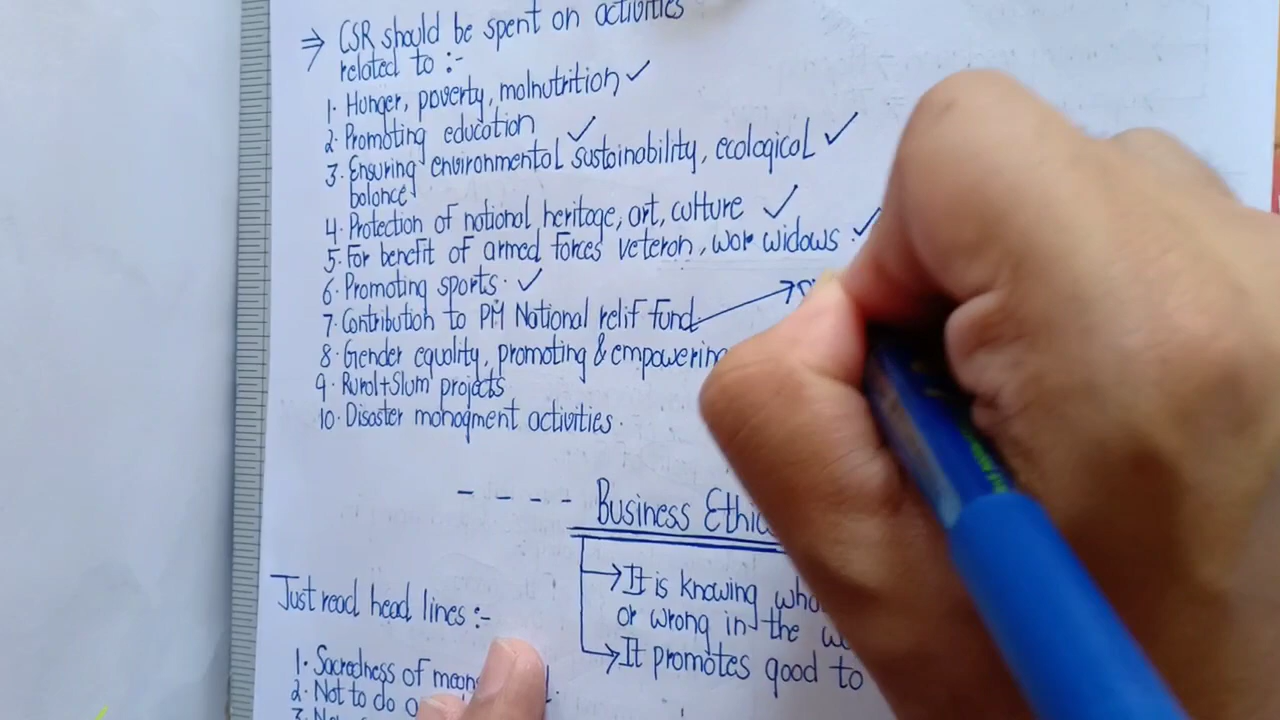 ⇒ CSR should be spent on activities
related to :-
1. Hunger, poverty, malnutrition ✓
2. Promoting education ✓
3. Ensuring environmental sustainability, ecological ✓
balance
4. Protection of national heritage, art, culture ✓
5. For benefit of armed forces veteran, war widows. ✓
6. Promoting sports. ✓
7. Contribution to PM National relif fund →
8. Gender equality, promoting & empowering
9. Rural+Slum projects
10. Disaster managment activities.
- - - - Business Ethic
→ It is knowing
or wrong in the
→ It promotes good to
Just read head lines :-
1. Sacredness of means
2. Not to do
3.